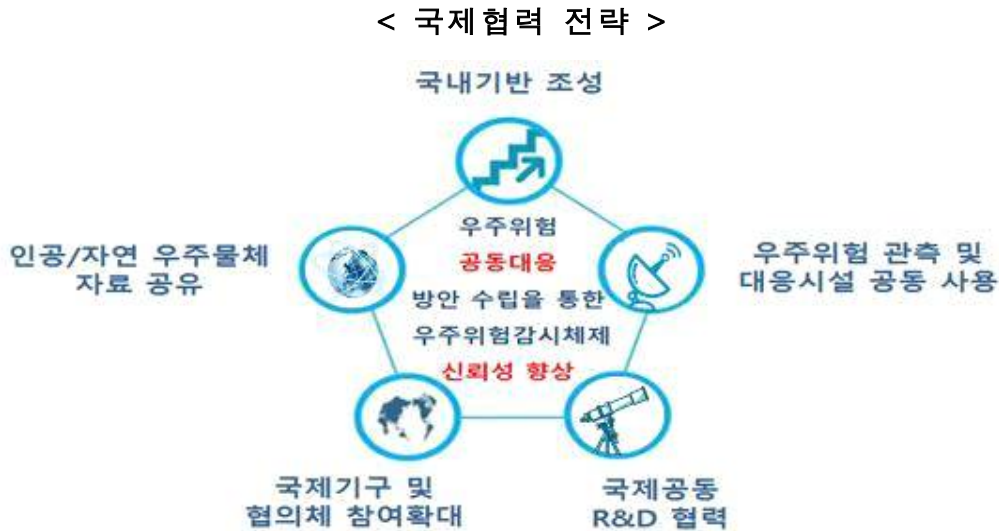 < 국제협력 전략 >
국내기반 조성
인공/자연 우주물체
자료 공유
우주위험
공동대응
방안 수립을 통한
우주위험감시체제
신뢰성 향상
우주위험 관측 및
대응시설 공동 사용
국제기구 및
협의체 참여확대
국제공동
R&D 협력